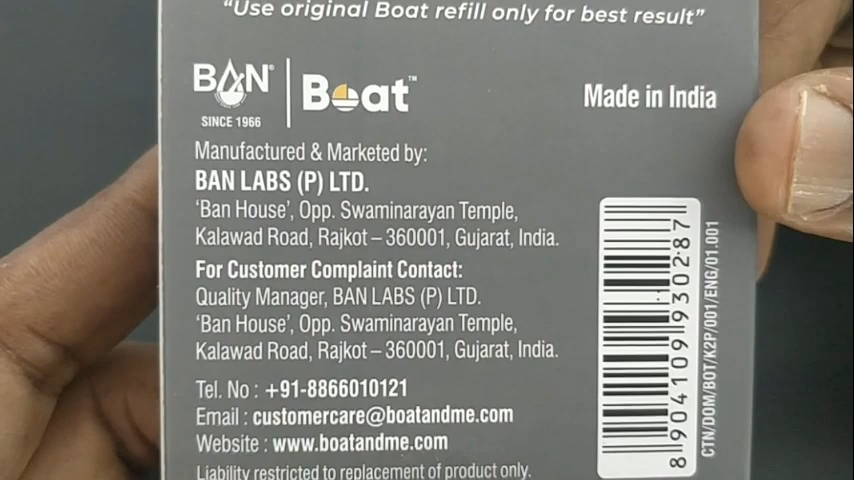 “Use original Boat refill only for best result”
BAN®
SINCE 1966
Boat™
Made in India
Manufactured & Marketed by:
BAN LABS (P) LTD.
‘Ban House’, Opp. Swaminarayan Temple,
Kalawad Road, Rajkot – 360001, Gujarat, India.
For Customer Complaint Contact:
Quality Manager, BAN LABS (P) LTD.
‘Ban House’, Opp. Swaminarayan Temple,
Kalawad Road, Rajkot – 360001, Gujarat, India.
Tel. No : +91-8866010121
Email : customercare@boatandme.com
Website : www.boatandme.com
Liability restricted to replacement of product only.
8904109930287
CTN/DOM/BOT/K2P/001/ENG/01.001